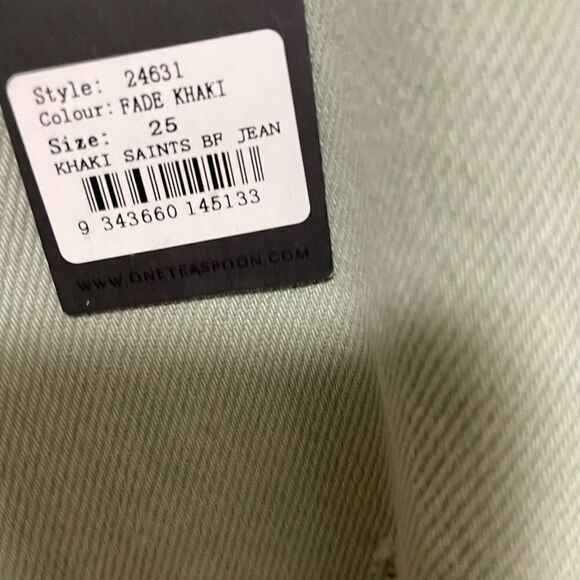 Style: 24631
Colour: FADE KHAKI
Size: 25
KHAKI SAINTS BF JEAN
9 343660 145133
WWW.ONETEASPOON.COM